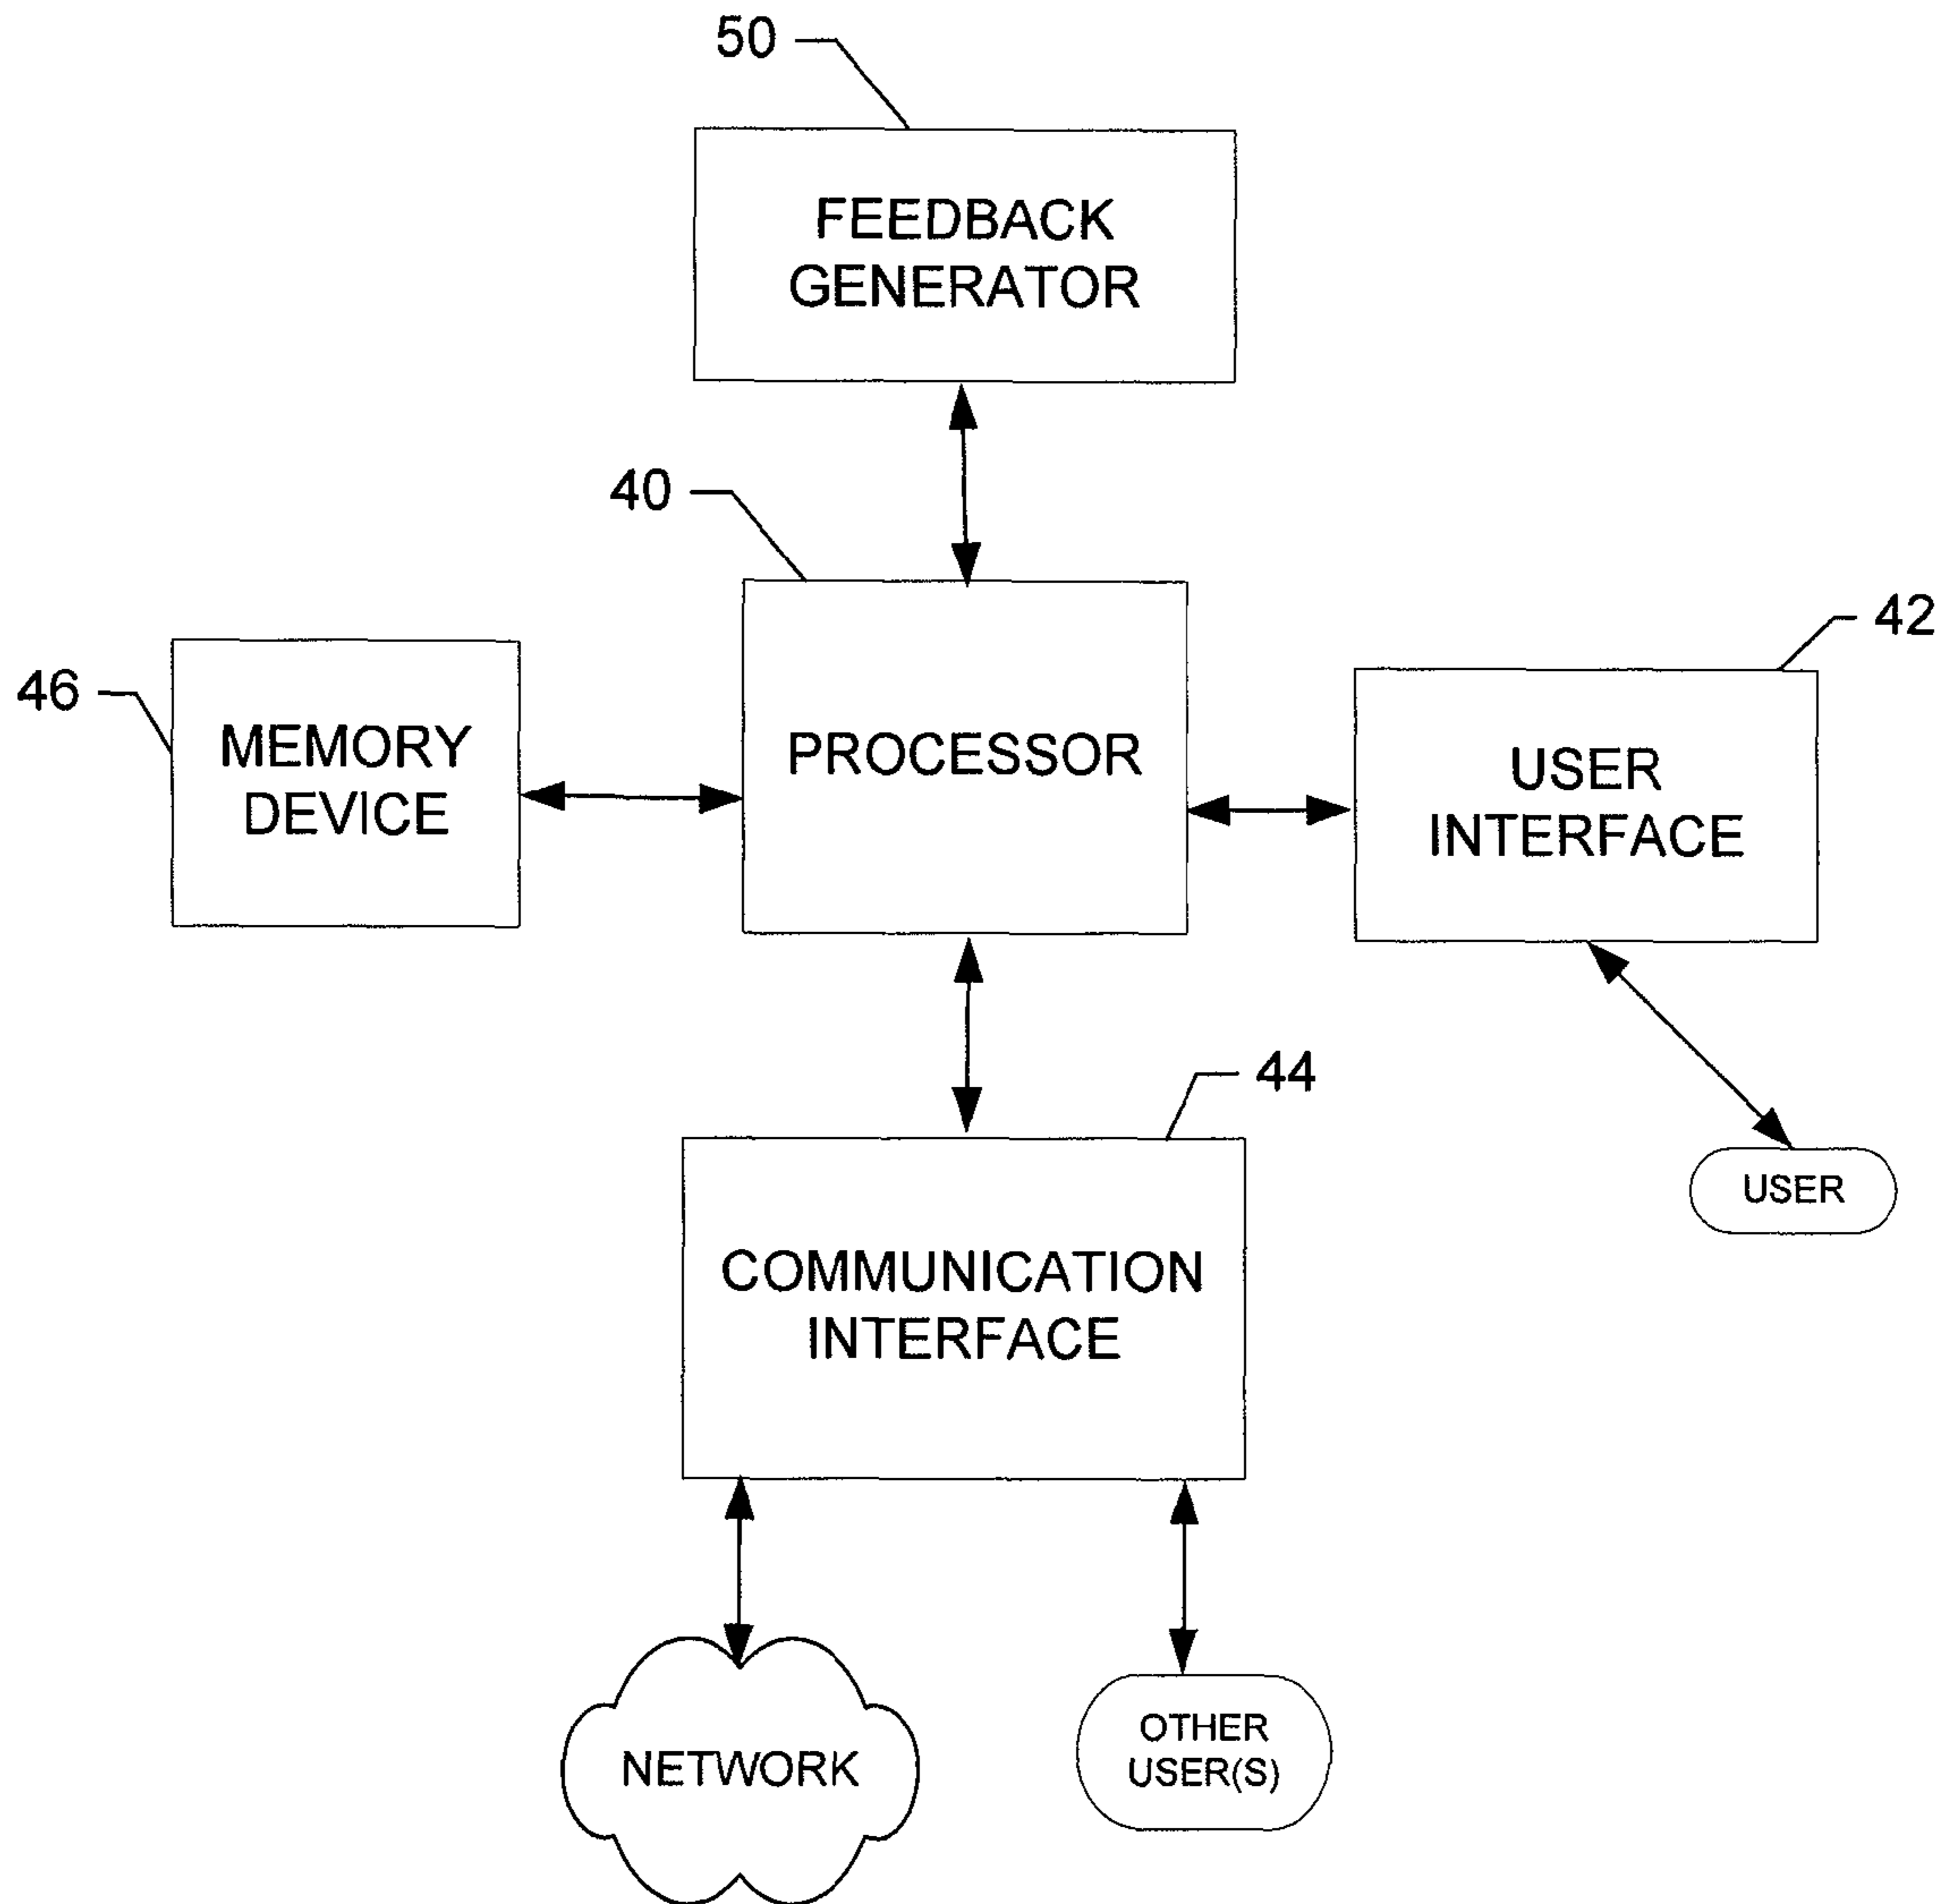 50
FEEDBACK
GENERATOR
40
42
46
MEMORY
DEVICE
PROCESSOR
USER
INTERFACE
44
USER
COMMUNICATION
INTERFACE
NETWORK
OTHER
USER(S)